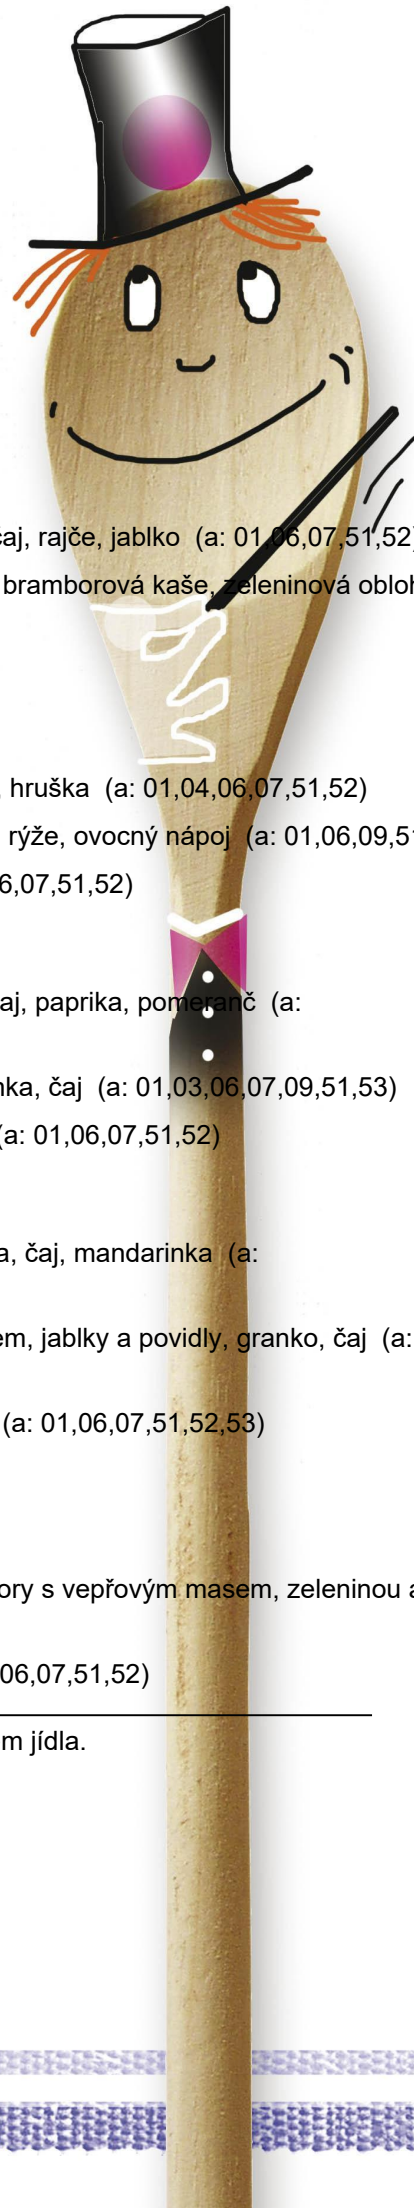 čaj, rajče, jablko (a: 01,06,07,51,52)
bramborová kaše, zeleninová obloh
hruška (a: 01,04,06,07,51,52)
rýže, ovocný nápoj (a: 01,06,09,51
6,07,51,52)
aj, paprika, pomeranč (a:
nka, čaj (a: 01,03,06,07,09,51,53)
(a: 01,06,07,51,52)
a, čaj, mandarinka (a:
em, jablky a povidly, granko, čaj (a:
(a: 01,06,07,51,52,53)
ory s vepřovým masem, zeleninou a
06,07,51,52)
m jídla.